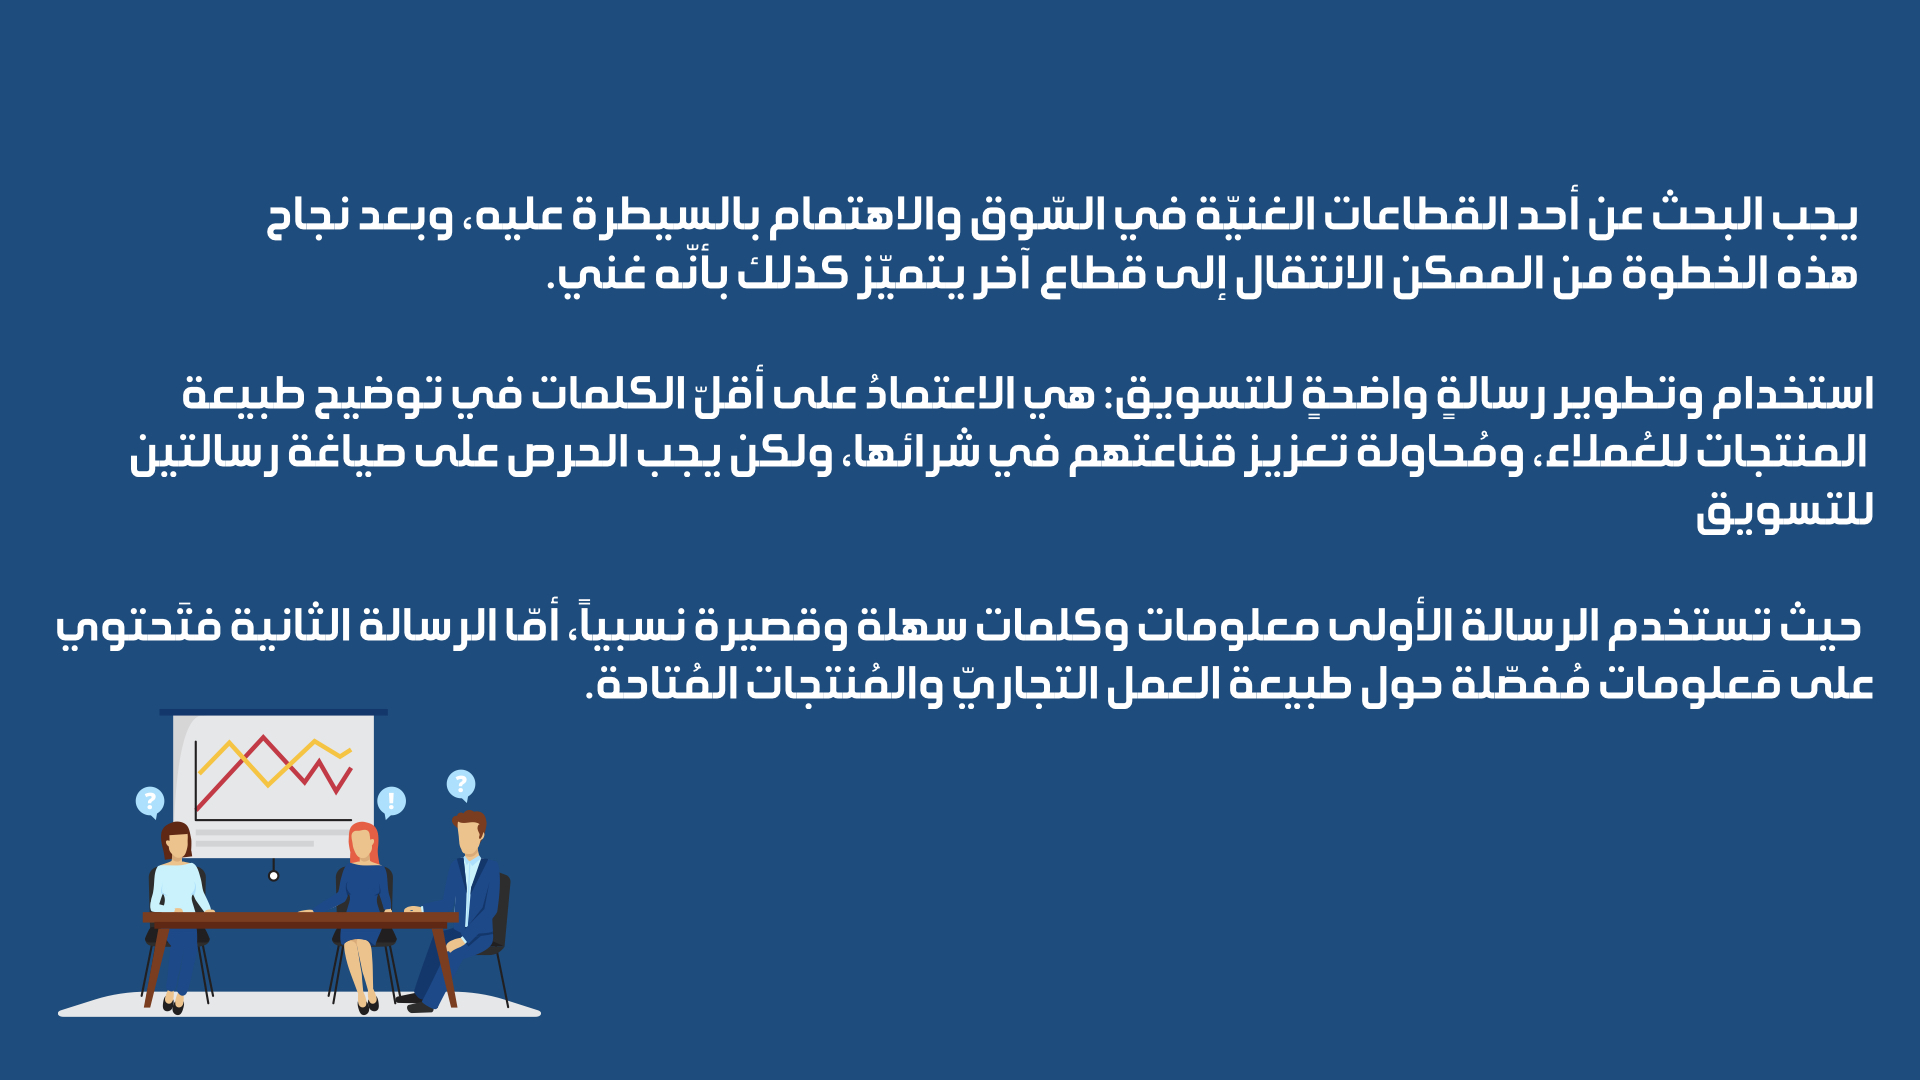 يجب البحث عن أحد القطاعات الغنيّة في السّوق والاهتمام بالسيطرة عليه، وبعد نجاح
هذه الخطوة من الممكن الانتقال إلى قطاع آخر يتميّز كذلك بأنّه غني.
استخدام وتطوير رسالةٍ واضحةٍ للتسويق: هي الاعتمادُ على أقلّ الكلمات في توضيح طبيعة
المنتجات للعُملاء، ومُحاولة تعزيز قناعتهم في شرائها، ولكن يجب الحرص على صياغة رسالتين
للتسويق
حيث تستخدم الرسالة الأولى معلومات وكلمات سهلة وقصيرة نسبياً، أمّا الرسالة الثانية فتَحتوي
على مَعلومات مُفصّلة حول طبيعة العمل التجاريّ والمُنتجات المُتاحة.
?
!
?